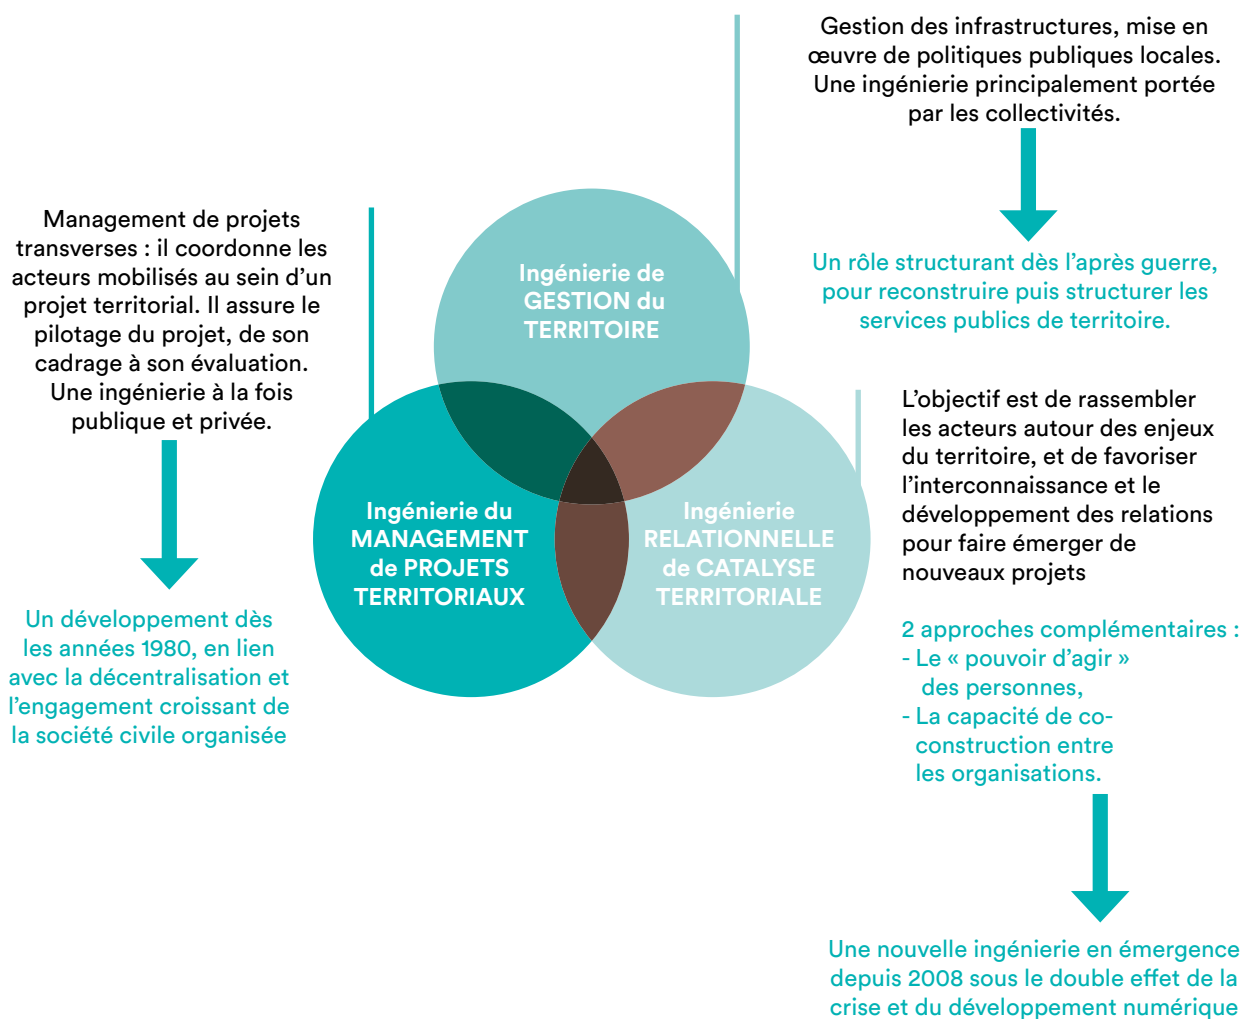 Gestion des infrastructures, mise en
œuvre de politiques publiques locales.
Une ingénierie principalement portée
par les collectivités.
Un rôle structurant dès l’après guerre,
pour reconstruire puis structurer les
services publics de territoire.
Management de projets
transverses : il coordonne les
acteurs mobilisés au sein d’un
projet territorial. Il assure le
pilotage du projet, de son
cadrage à son évaluation.
Une ingénierie à la fois
publique et privée.
Un développement dès
les années 1980, en lien
avec la décentralisation et
l’engagement croissant de
la société civile organisée
Ingénierie de
GESTION du
TERRITOIRE
Ingénierie du
MANAGEMENT
de PROJETS
TERRITORIAUX
Ingénierie
RELATIONNELLE
de CATALYSE
TERRITORIALE
L’objectif est de rassembler
les acteurs autour des enjeux
du territoire, et de favoriser
l’interconnaissance et le
développement des relations
pour faire émerger de
nouveaux projets
2 approches complémentaires :
- Le « pouvoir d’agir »
des personnes,
- La capacité de co-
construction entre
les organisations.
Une nouvelle ingénierie en émergence
depuis 2008 sous le double effet de la
crise et du développement numérique